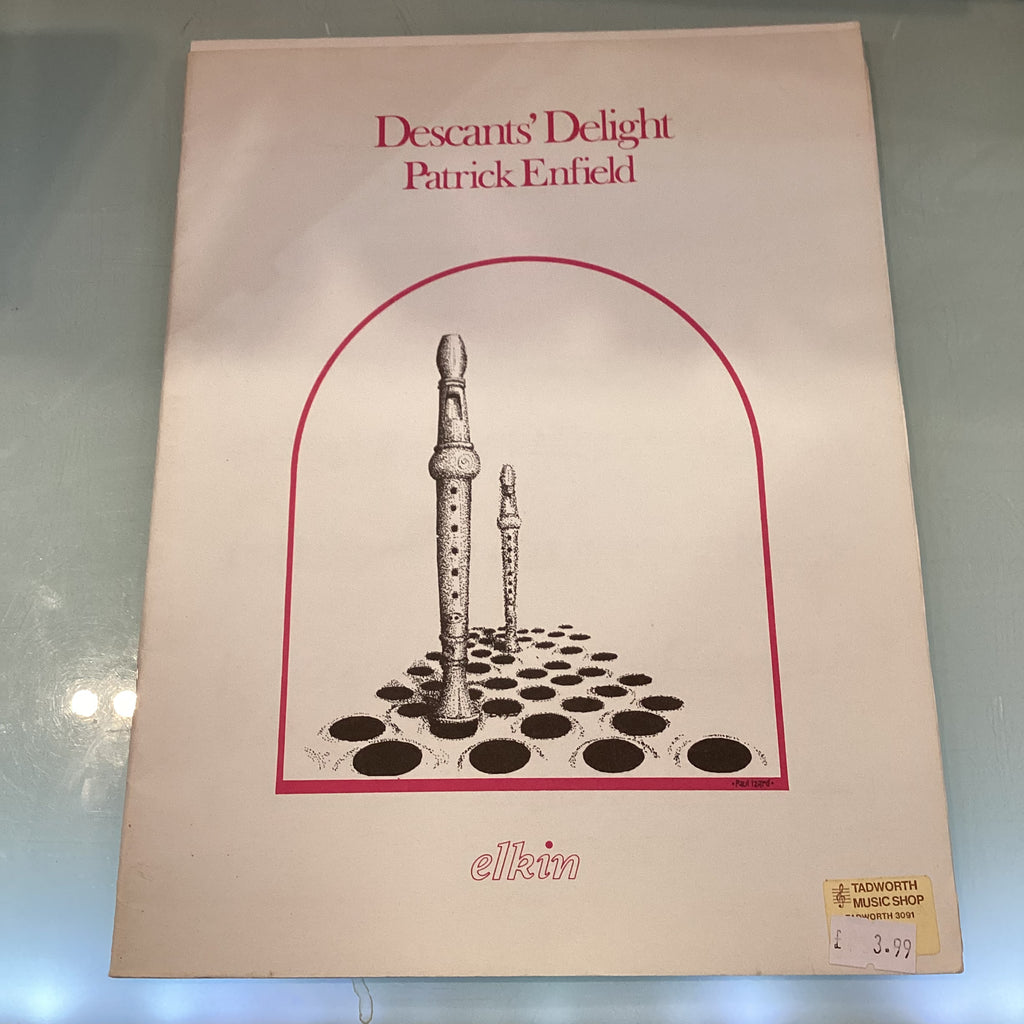 Descants' Delight
Patrick Enfield
•Paul Izard•
elkin
TADWORTH
MUSIC SHOP
TADWORTH 3091
£ 3.99